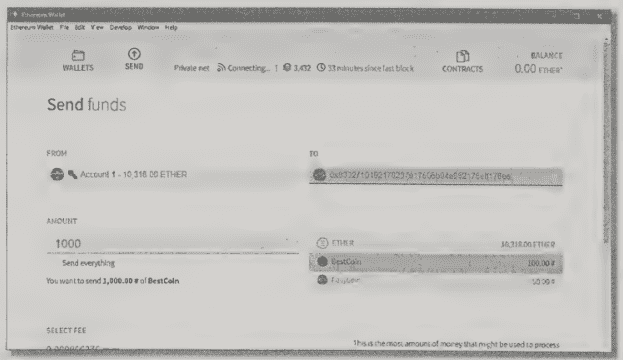 Ethereum Wallet
Ethereum Wallet File Edit View Develop Window Help
WALLETS SEND Private-net Connecting... 1 3,432 33 minutes since last block CONTRACTS BALANCE 0.00 ETHER*
Send funds
FROM TO
Account 1 - 10,318.00 ETHER
AMOUNT
1000 ETHER 10,318.00 ETHER
Send everything BestCoin 100.00 #
You want to send 1,000.00 # of BestCoin
SELECT FEE
This is the most amount of money that might be used to process